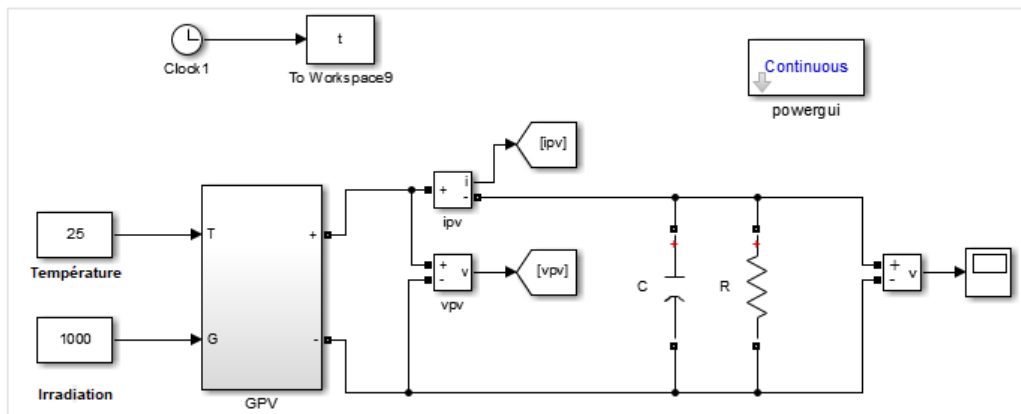 t
Clock1
To Workspace9
Continuous
powergui
[ipv]
+ i
-
ipv
25
Température
T
+
+ v
-
vpv
[vpv]
C
R
+
+
+ v
-
1000
G
-
Irradiation
GPV